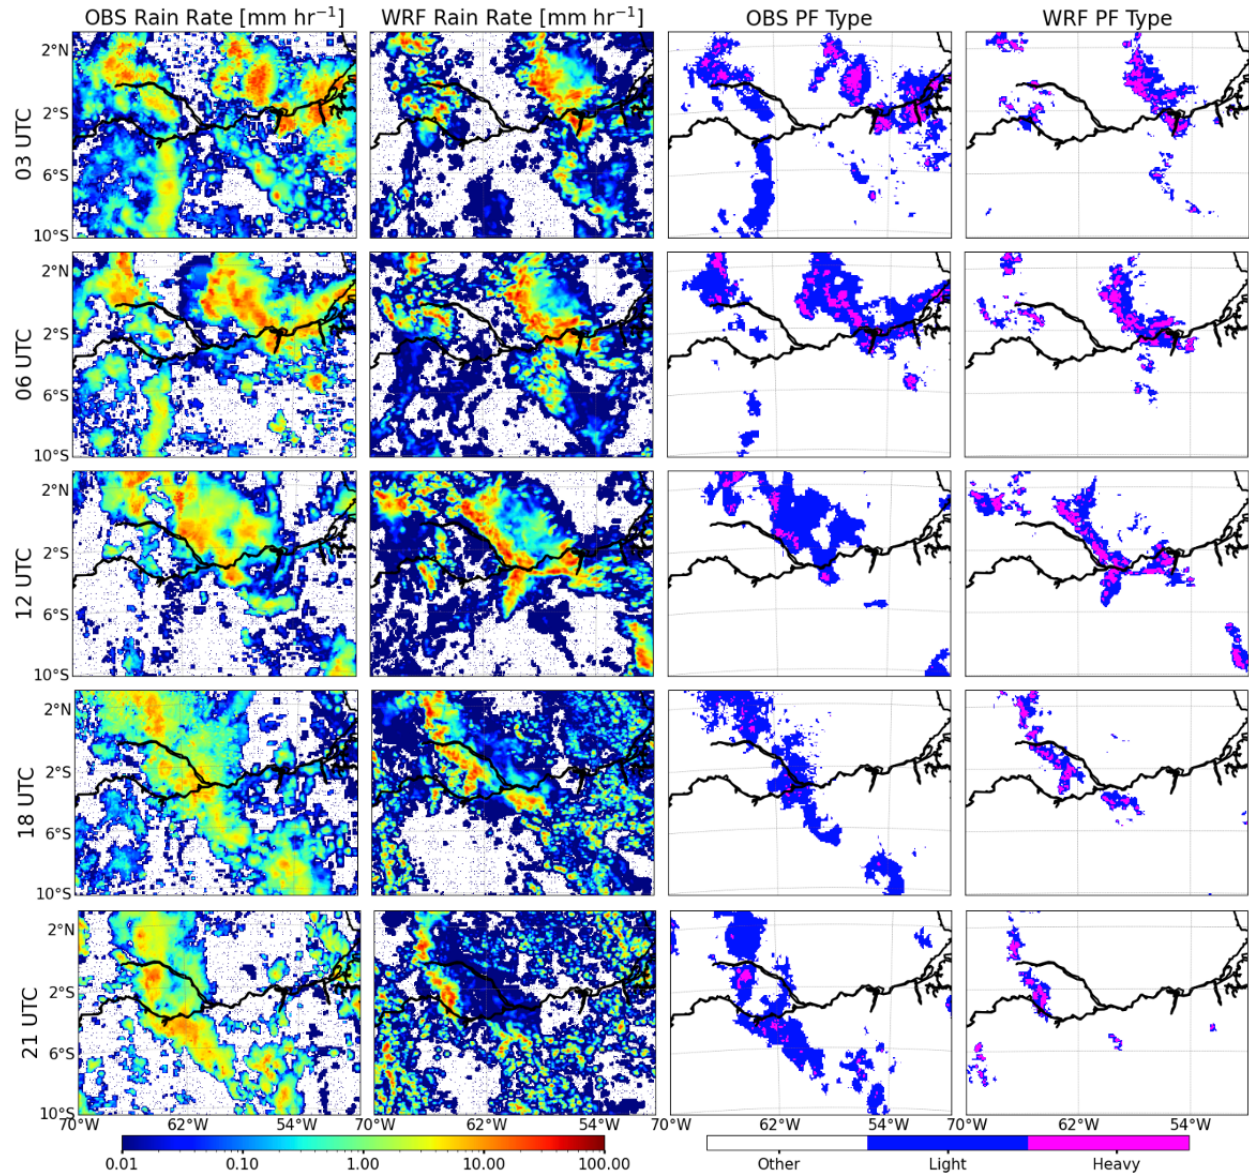 OBS Rain Rate [mm hr⁻¹] WRF Rain Rate [mm hr⁻¹] OBS PF Type WRF PF Type
03 UTC
2°N
2°S
6°S
10°S
06 UTC
2°N
2°S
6°S
10°S
12 UTC
2°N
2°S
6°S
10°S
18 UTC
2°N
2°S
6°S
10°S
21 UTC
2°N
2°S
6°S
10°S
70°W 62°W 54°W 70°W 62°W 54°W 70°W 62°W 54°W 70°W 62°W 54°W
0.01 0.10 1.00 10.00 100.00
Other Light Heavy